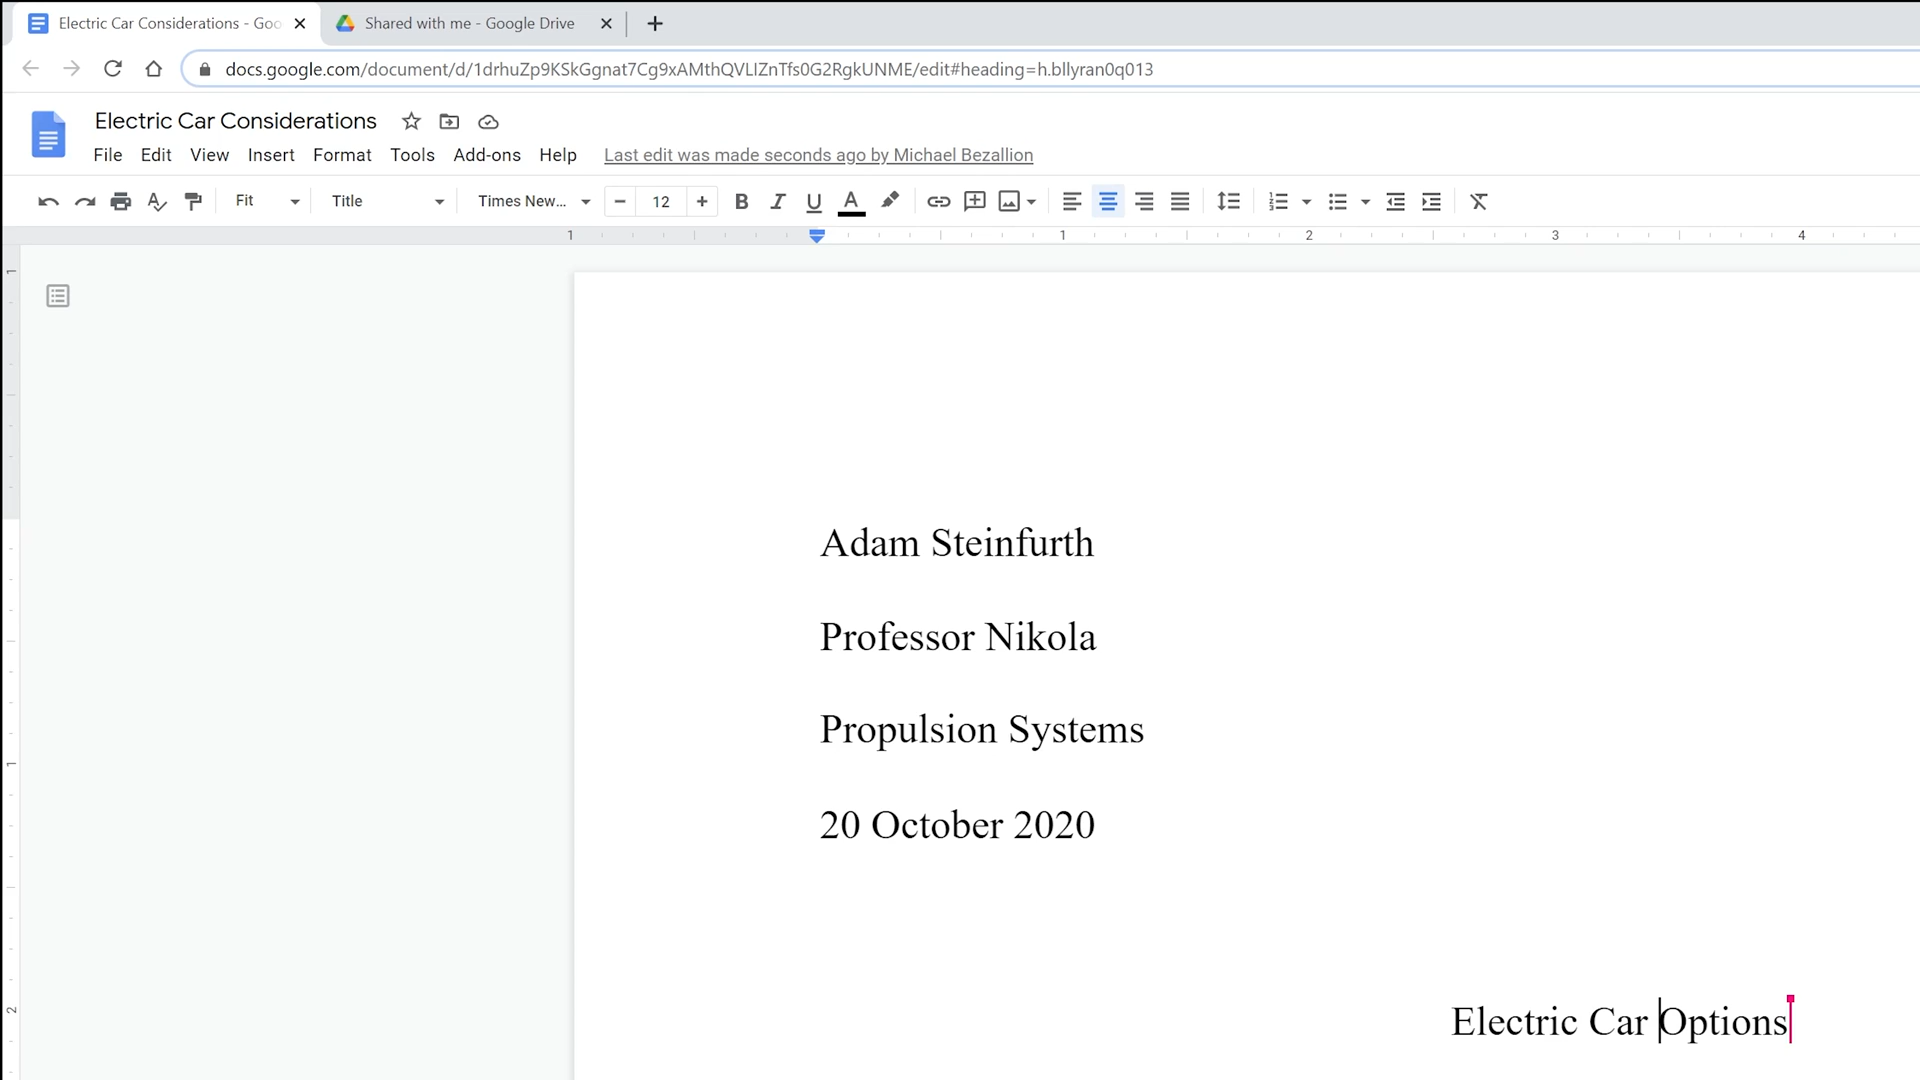 Electric Car Considerations - Goo
Shared with me - Google Drive
docs.google.com/document/d/1drhuZp9KSkGgnat7Cg9xAMthQVLIZnTfs0G2RgkUNME/edit#heading=h.bllyran0q013
Electric Car Considerations
File Edit View Insert Format Tools Add-ons Help Last edit was made seconds ago by Michael Bezallion
Fit Title Times New... − 12 + B I U A
1 1 2 3 4
1
Adam Steinfurth
Professor Nikola
Propulsion Systems
1
20 October 2020
2
Electric Car Options